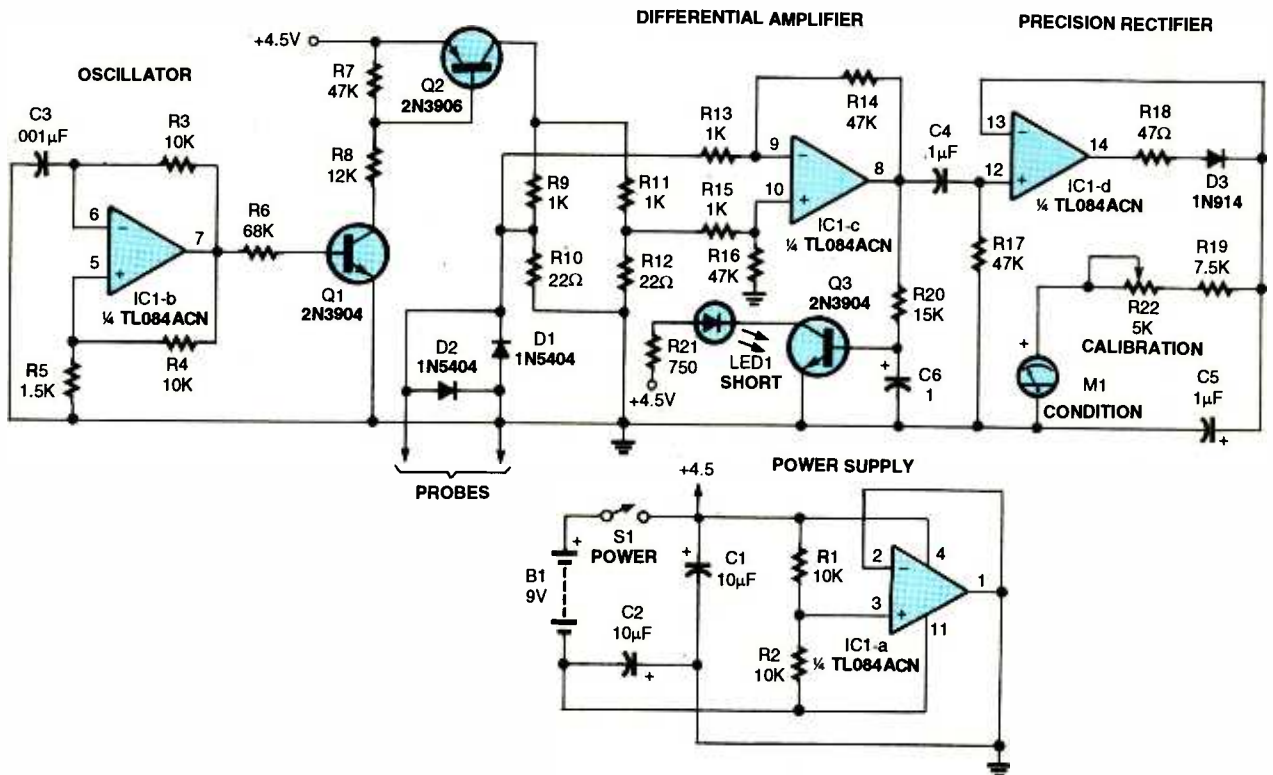 DIFFERENTIAL AMPLIFIER
PRECISION RECTIFIER
OSCILLATOR
+4.5V
R7
47K
Q2
2N3906
C3
.001µF
R3
10K
R8
12K
6
5
7
IC1-b
¼ TL084ACN
R6
68K
Q1
2N3904
R4
10K
R5
1.5K
R9
1K
R10
22Ω
R11
1K
R12
22Ω
D1
1N5404
D2
1N5404
PROBES
R13
1K
R14
47K
R15
1K
R16
47K
9
10
8
IC1-c
¼ TL084ACN
Q3
2N3904
R21
750
+4.5V
LED1
SHORT
R20
15K
C6
+
1
C4
.1µF
R17
47K
13
12
14
IC1-d
¼ TL084ACN
R18
47Ω
D3
1N914
R19
7.5K
R22
5K
CALIBRATION
+
M1
CONDITION
C5
1µF
+
POWER SUPPLY
+4.5
S1
POWER
+
B1
9V
C2
10µF
+
+
C1
10µF
R1
10K
R2
10K
2
3
4
1
11
IC1-a
¼ TL084ACN